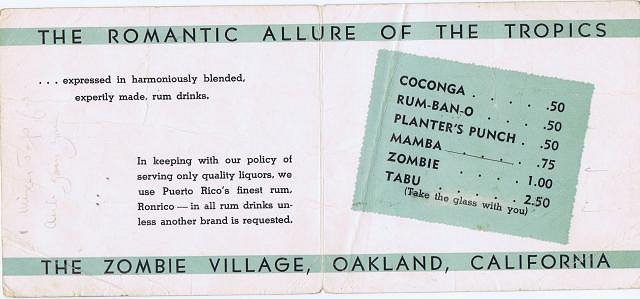 THE ROMANTIC ALLURE OF THE TROPICS
. . . expressed in harmoniously blended,
expertly made, rum drinks.
In keeping with our policy of
serving only quality liquors, we
use Puerto Rico's finest rum,
Ronrico — in all rum drinks un-
less another brand is requested.
COCONGA . . . . .50
RUM-BAN-O . . . .50
PLANTER'S PUNCH . .50
MAMBA . . . .75
ZOMBIE . . . . 1.00
TABU . . . . . 2.50
(Take the glass with you)
THE ZOMBIE VILLAGE, OAKLAND, CALIFORNIA